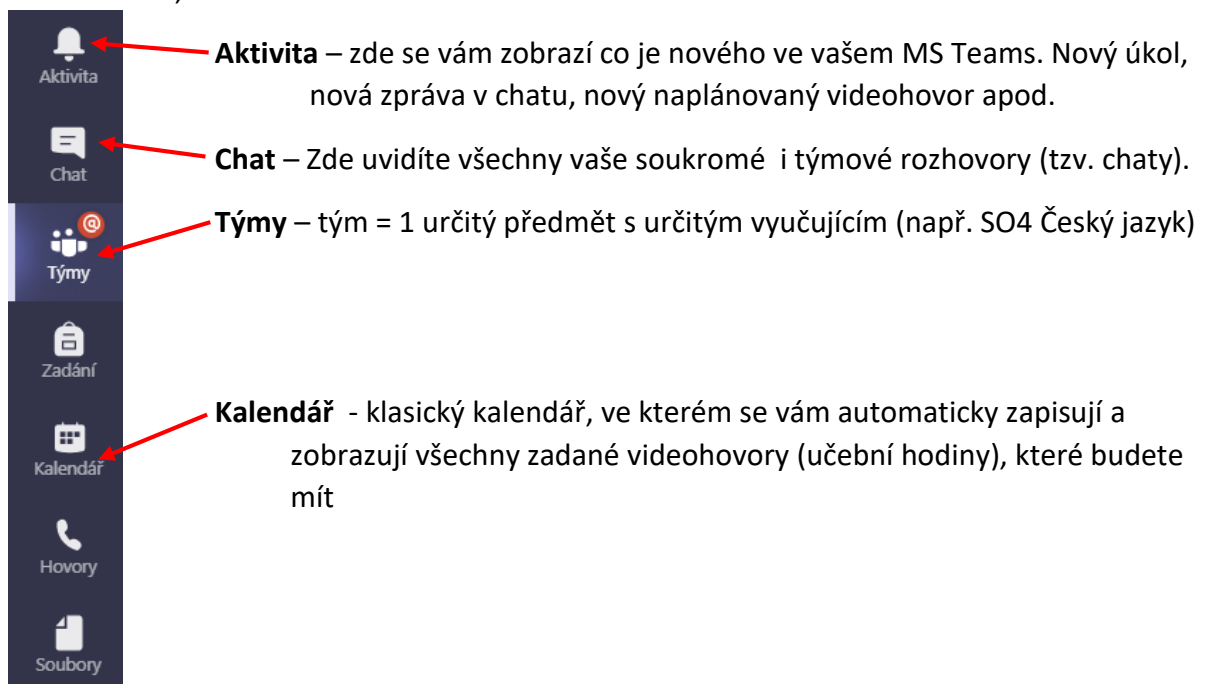 Aktivita
Aktivita – zde se vám zobrazí co je nového ve vašem MS Teams. Nový úkol,
nová zpráva v chatu, nový naplánovaný videohovor apod.
Chat
Chat – Zde uvidíte všechny vaše soukromé  i týmové rozhovory (tzv. chaty).
@
Týmy
Týmy – tým = 1 určitý předmět s určitým vyučujícím (např. SO4 Český jazyk)
Zadání
Kalendář
Kalendář  - klasický kalendář, ve kterém se vám automaticky zapisují a
zobrazují všechny zadané videohovory (učební hodiny), které budete
mít
Hovory
Soubory